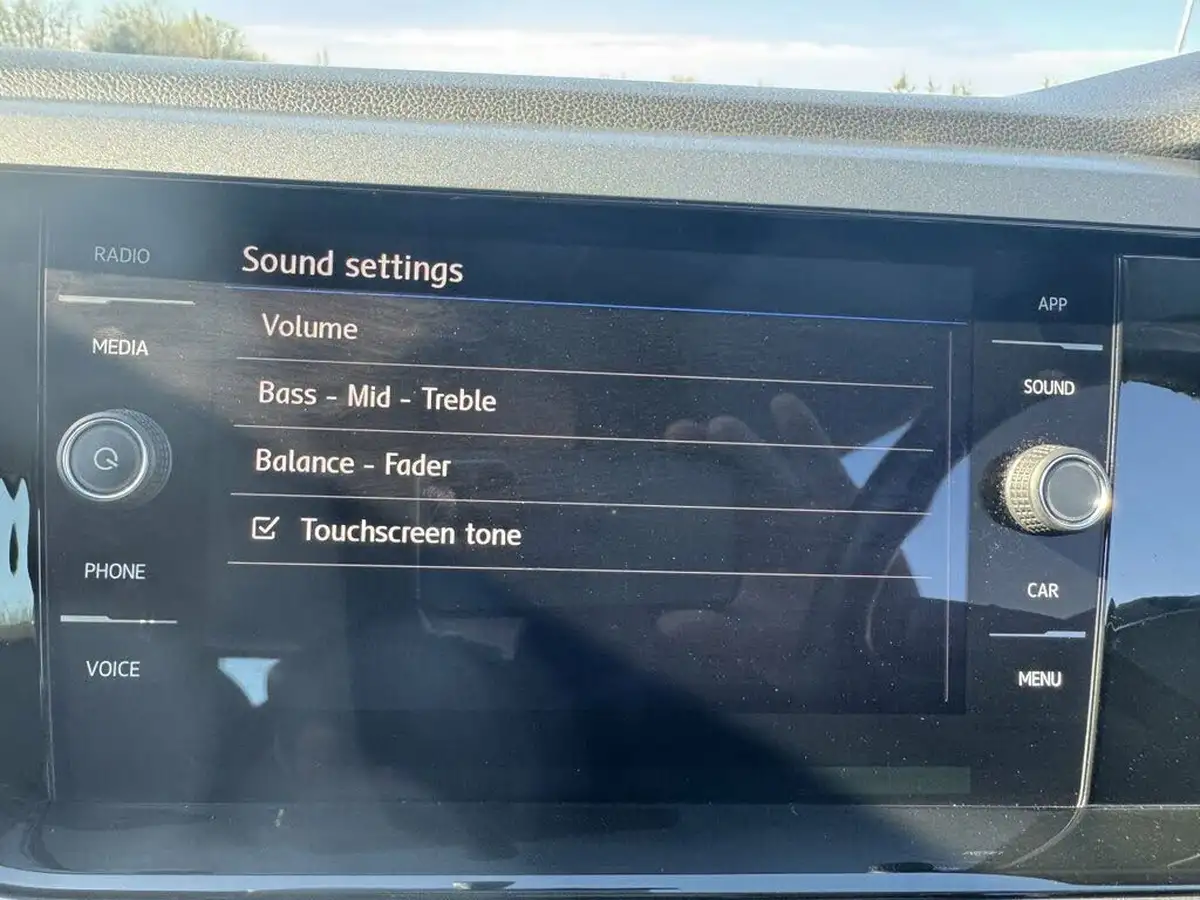 RADIO
MEDIA
PHONE
VOICE
Sound settings
Volume
Bass - Mid - Treble
Balance - Fader
Touchscreen tone
APP
SOUND
CAR
MENU